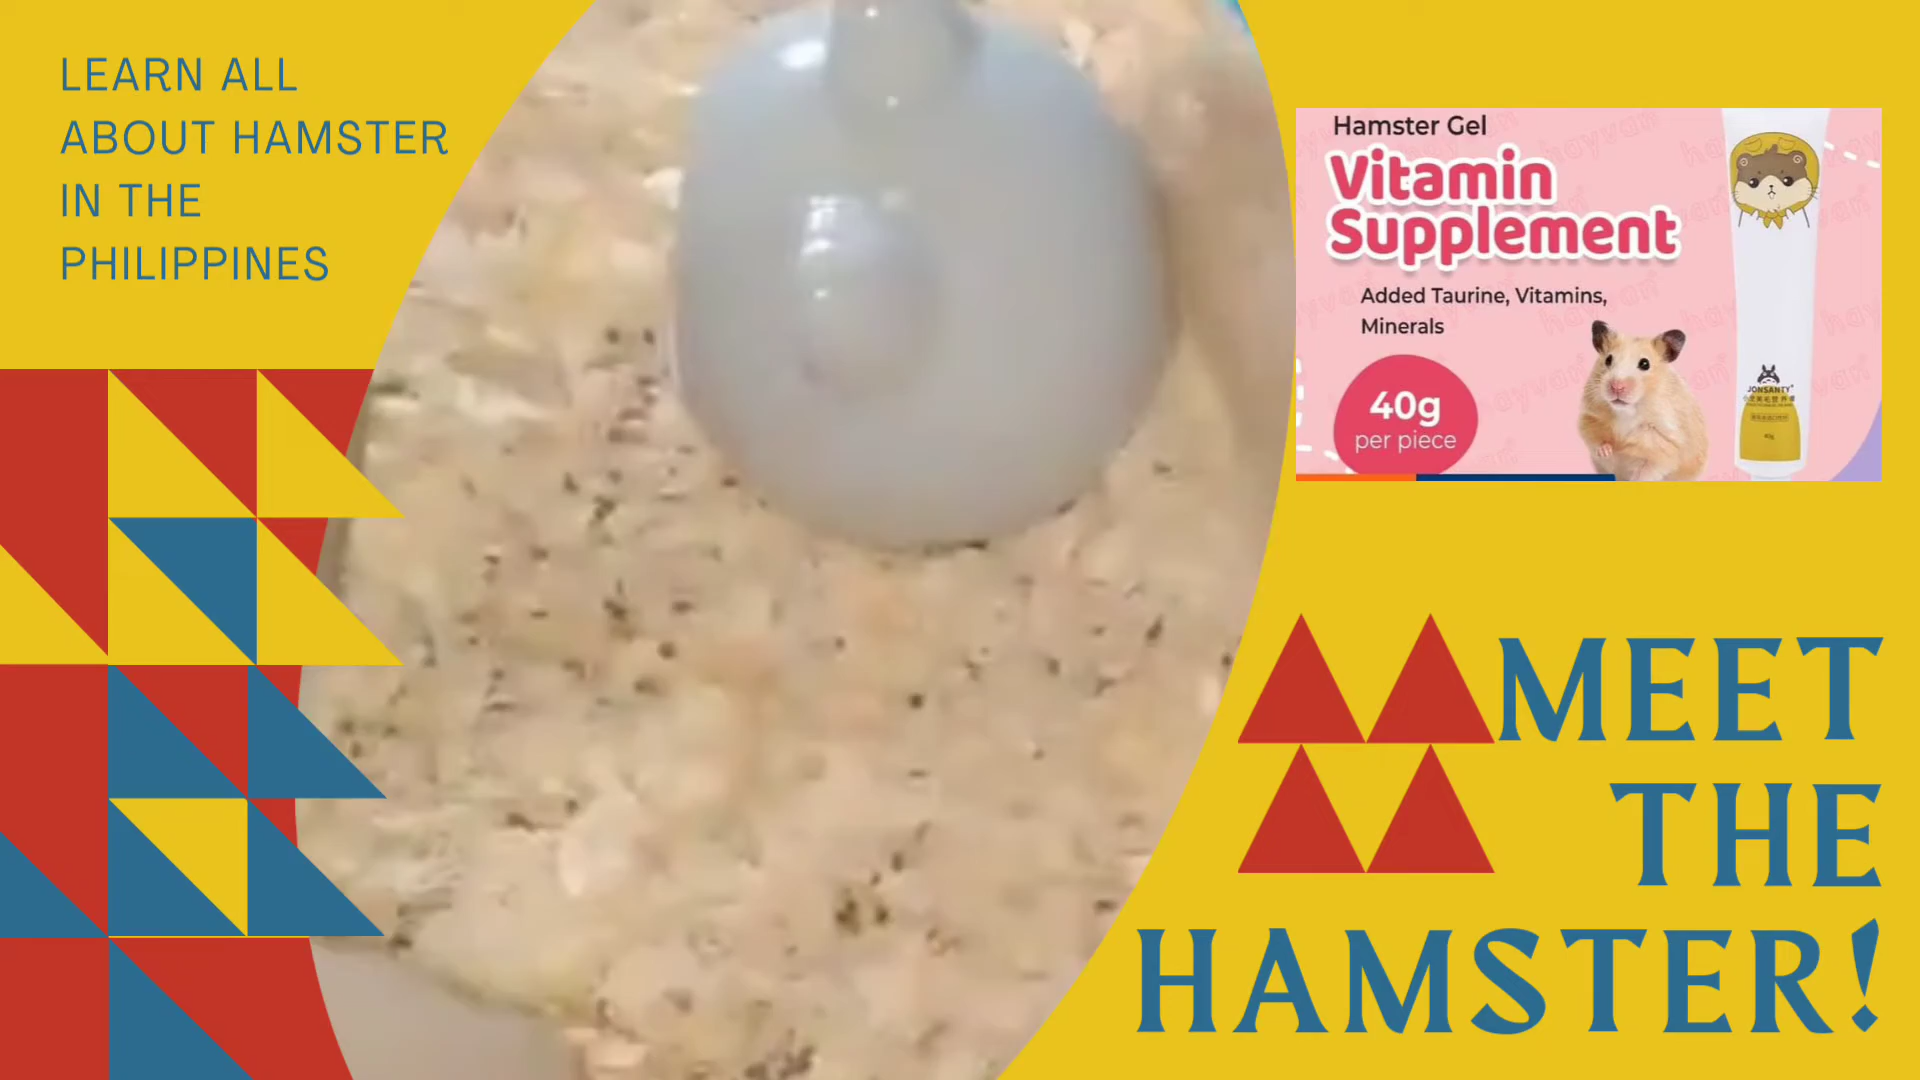 LEARN ALL
ABOUT HAMSTER
IN THE
PHILIPPINES
Hamster Gel
Vitamin
Supplement
Added Taurine, Vitamins,
Minerals
40g
per piece
JONSANTY
40g
MEET
THE
HAMSTER!